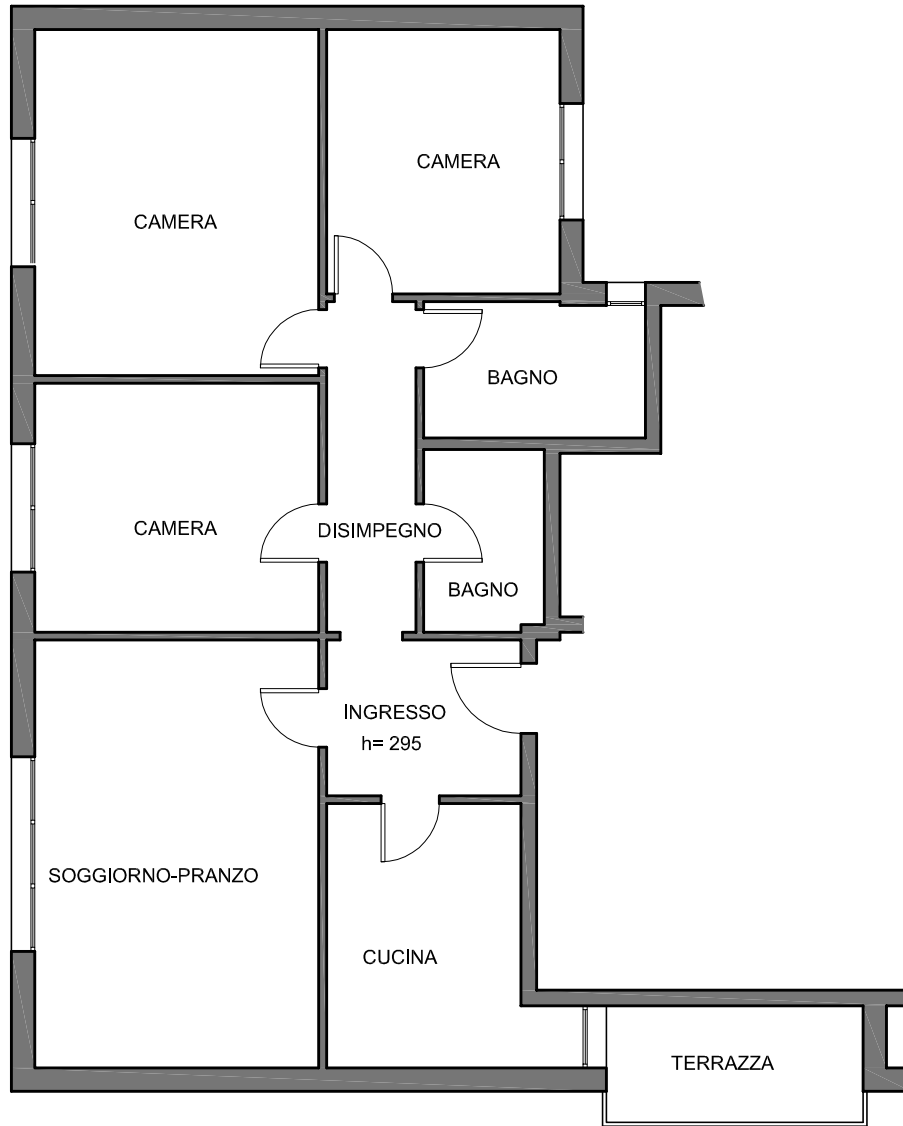 CAMERA
CAMERA
BAGNO
CAMERA
DISIMPEGNO
BAGNO
INGRESSO
h= 295
SOGGIORNO-PRANZO
CUCINA
TERRAZZA